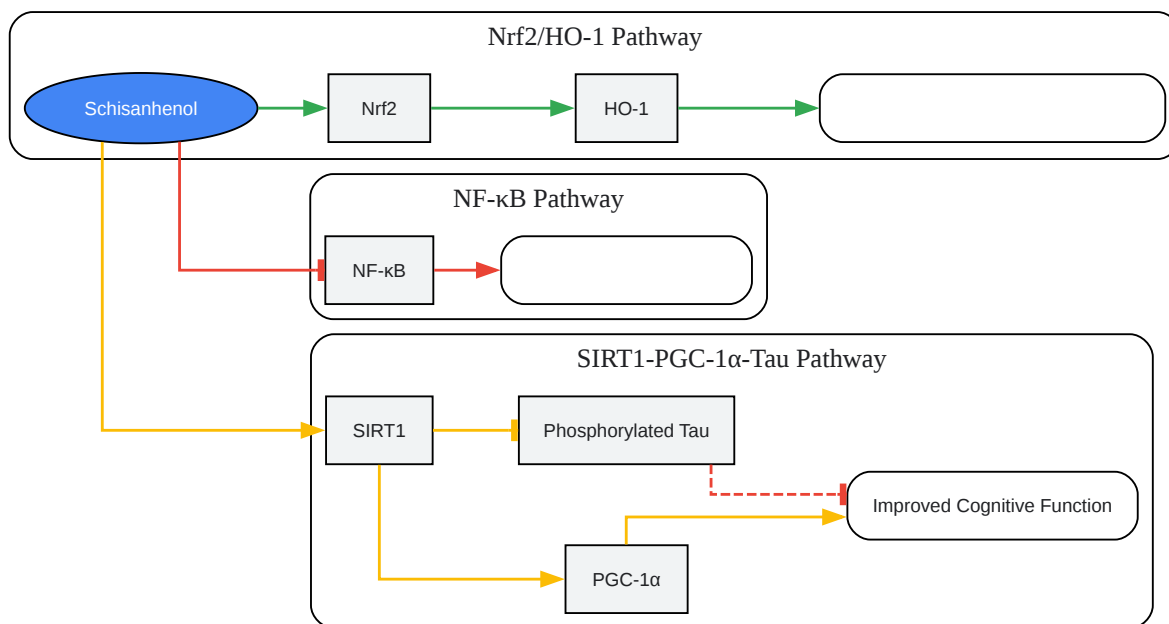 Nrf2/HO-1 Pathway
Schisanhenol
Nrf2
HO-1
NF-κB Pathway
NF-κB
SIRT1-PGC-1α-Tau Pathway
SIRT1
Phosphorylated Tau
Improved Cognitive Function
PGC-1α